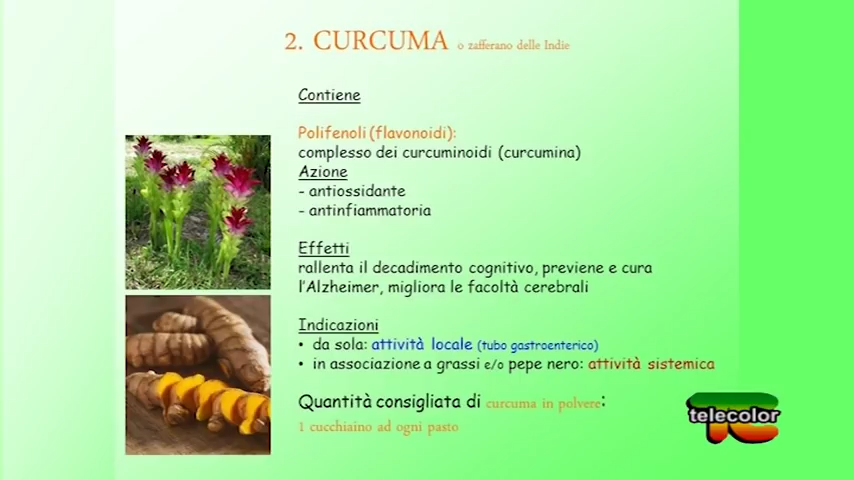 2. CURCUMA o zafferano delle Indie
Contiene
Polifenoli (flavonoidi):
complesso dei curcuminoidi (curcumina)
Azione
- antiossidante
- antinfiammatoria
Effetti
rallenta il decadimento cognitivo, previene e cura
l'Alzheimer, migliora le facoltà cerebrali
Indicazioni
• da sola: attività locale (tubo gastroenterico)
• in associazione a grassi e/o pepe nero: attività sistemica
Quantità consigliata di curcuma in polvere:
1 cucchiaino ad ogni pasto
telecolor